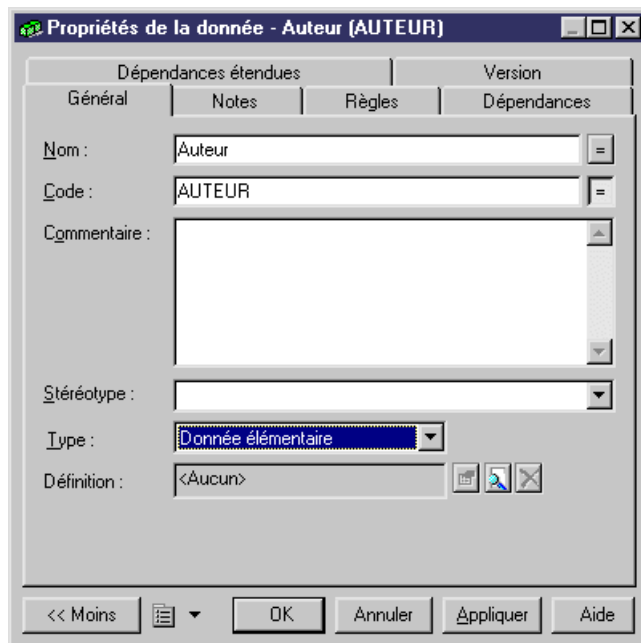 Propriétés de la donnée - Auteur (AUTEUR)
Dépendances étendues Version
Général Notes Règles Dépendances
Nom : Auteur =
Code : AUTEUR =
Commentaire :
Stéréotype :
Type : Donnée élémentaire
Définition : <Aucun>
<< Moins OK Annuler Appliquer Aide